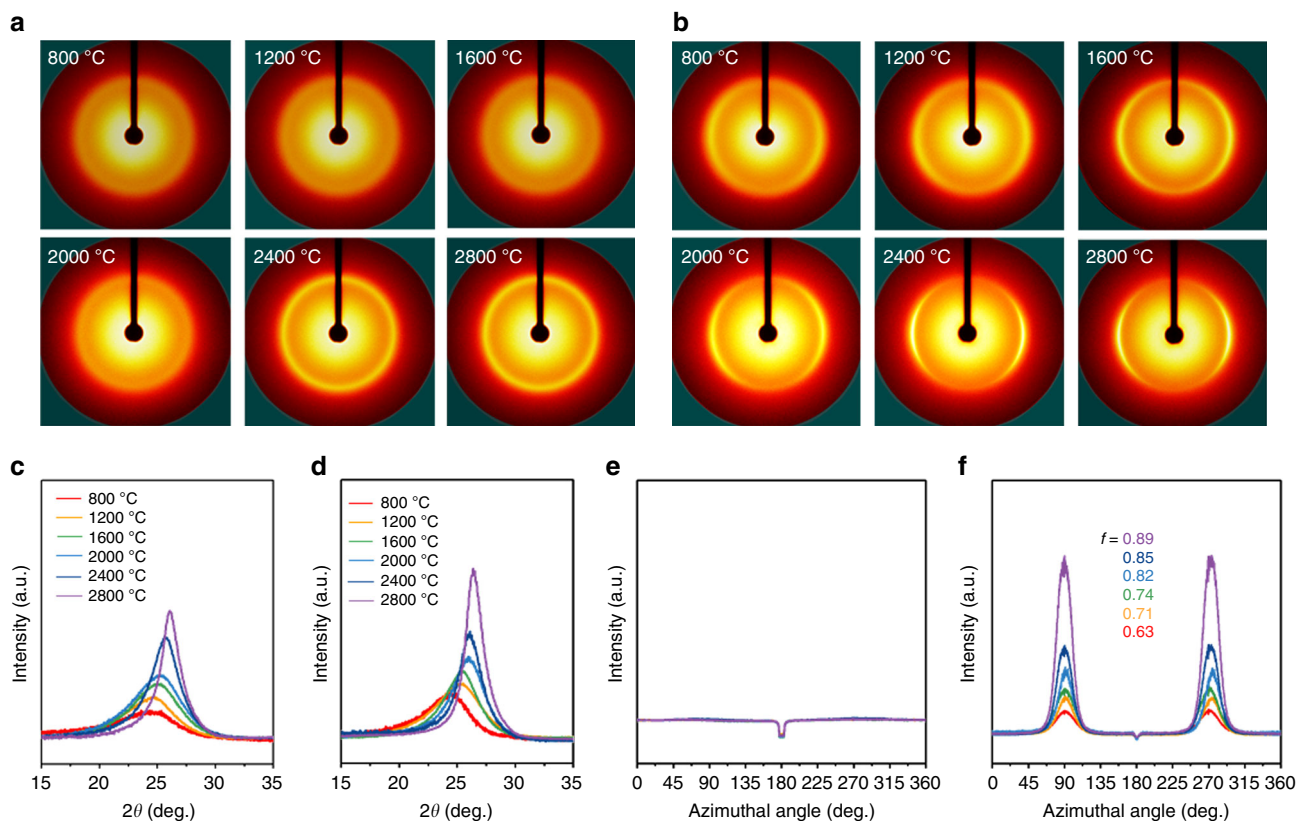 a
b
800 °C
1200 °C
1600 °C
800 °C
1200 °C
1600 °C
2000 °C
2400 °C
2800 °C
2000 °C
2400 °C
2800 °C
c
d
e
f
Intensity (a.u.)
800 °C
1200 °C
1600 °C
2000 °C
2400 °C
2800 °C
15 20 25 30 35
2θ (deg.)
Intensity (a.u.)
800 °C
1200 °C
1600 °C
2000 °C
2400 °C
2800 °C
15 20 25 30 35
2θ (deg.)
Intensity (a.u.)
0 45 90 135 180 225 270 315 360
Azimuthal angle (deg.)
Intensity (a.u.)
f = 0.89
0.85
0.82
0.74
0.71
0.63
0 45 90 135 180 225 270 315 360
Azimuthal angle (deg.)